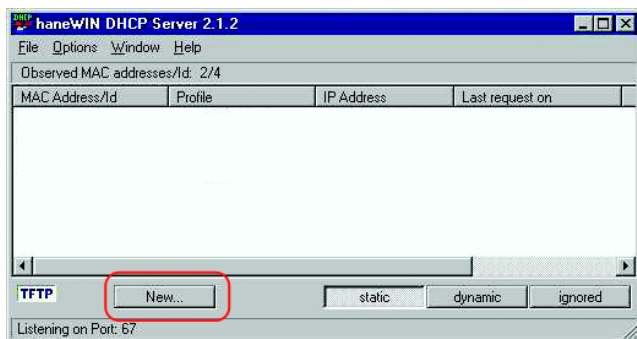 DHCP haneWIN DHCP Server 2.1.2
File Options Window Help
Observed MAC addresses/Id: 2/4
MAC Address/Id Profile IP Address Last request on
TFTP New... static dynamic ignored
Listening on Port: 67